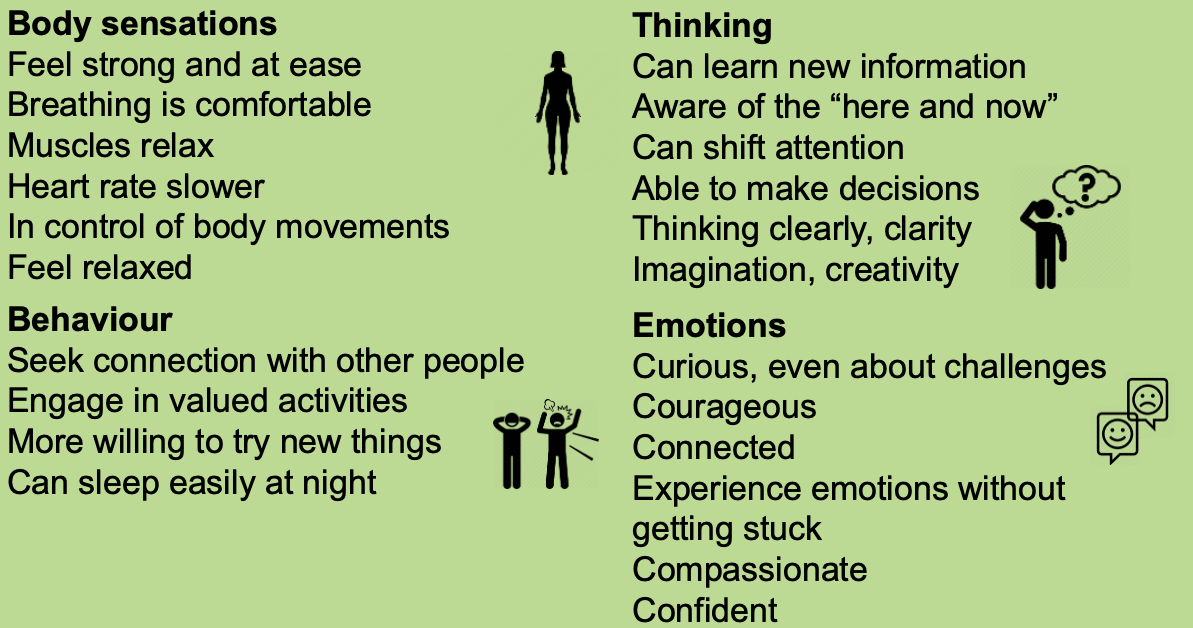 Body sensations
Feel strong and at ease
Breathing is comfortable
Muscles relax
Heart rate slower
In control of body movements
Feel relaxed
Behaviour
Seek connection with other people
Engage in valued activities
More willing to try new things
Can sleep easily at night
Thinking
Can learn new information
Aware of the “here and now”
Can shift attention
Able to make decisions
Thinking clearly, clarity
Imagination, creativity
?
Emotions
Curious, even about challenges
Courageous
Connected
Experience emotions without
getting stuck
Compassionate
Confident